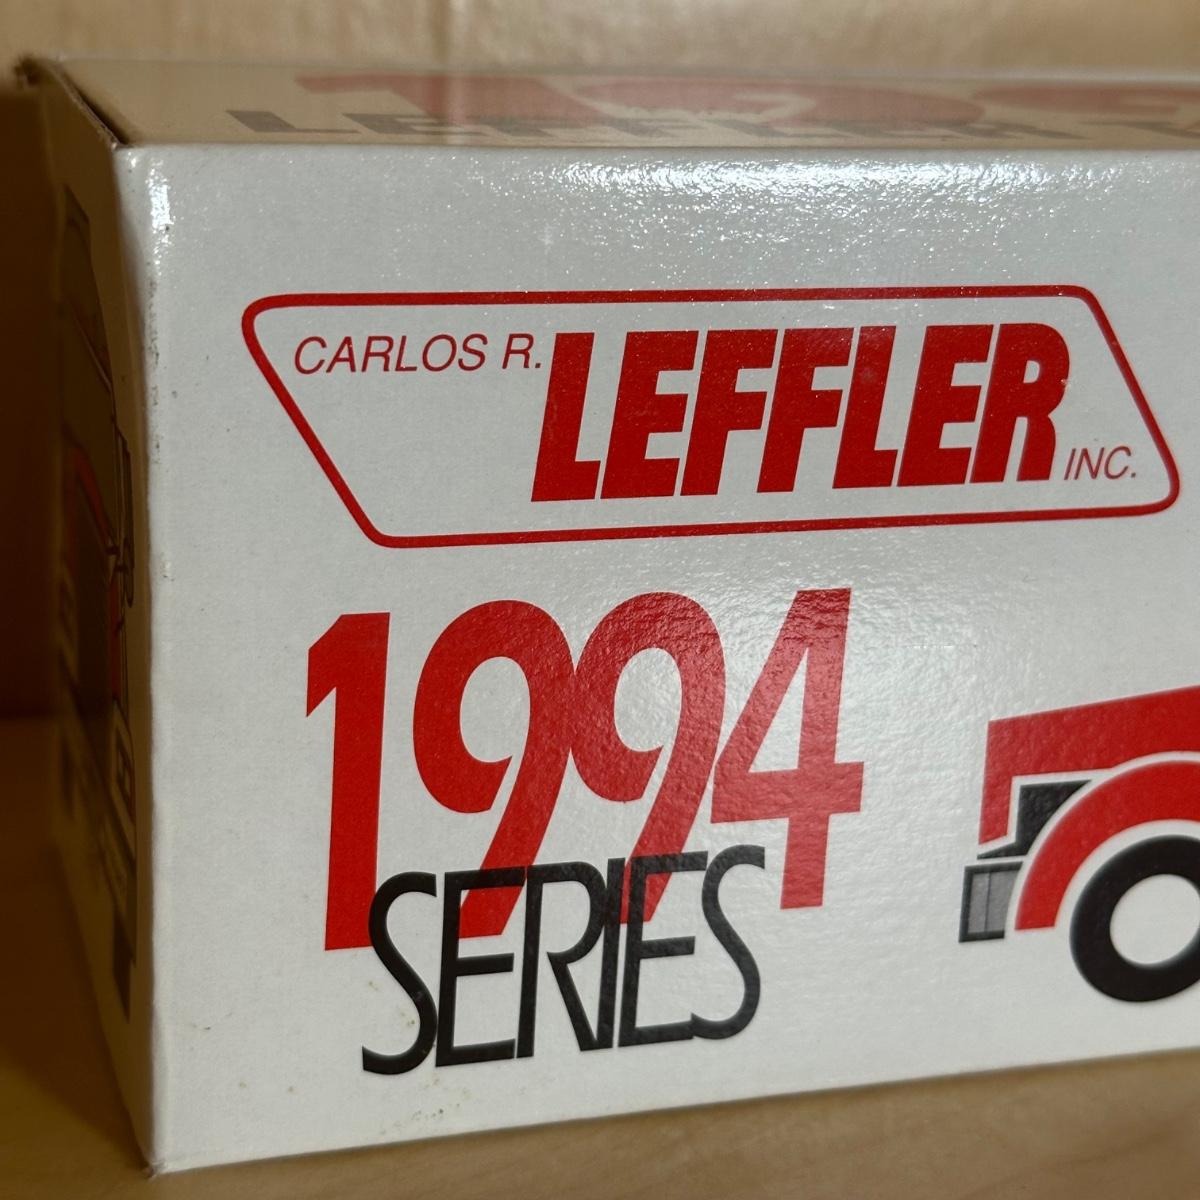 CARLOS R. LEFFLER INC.
1994
SERIES